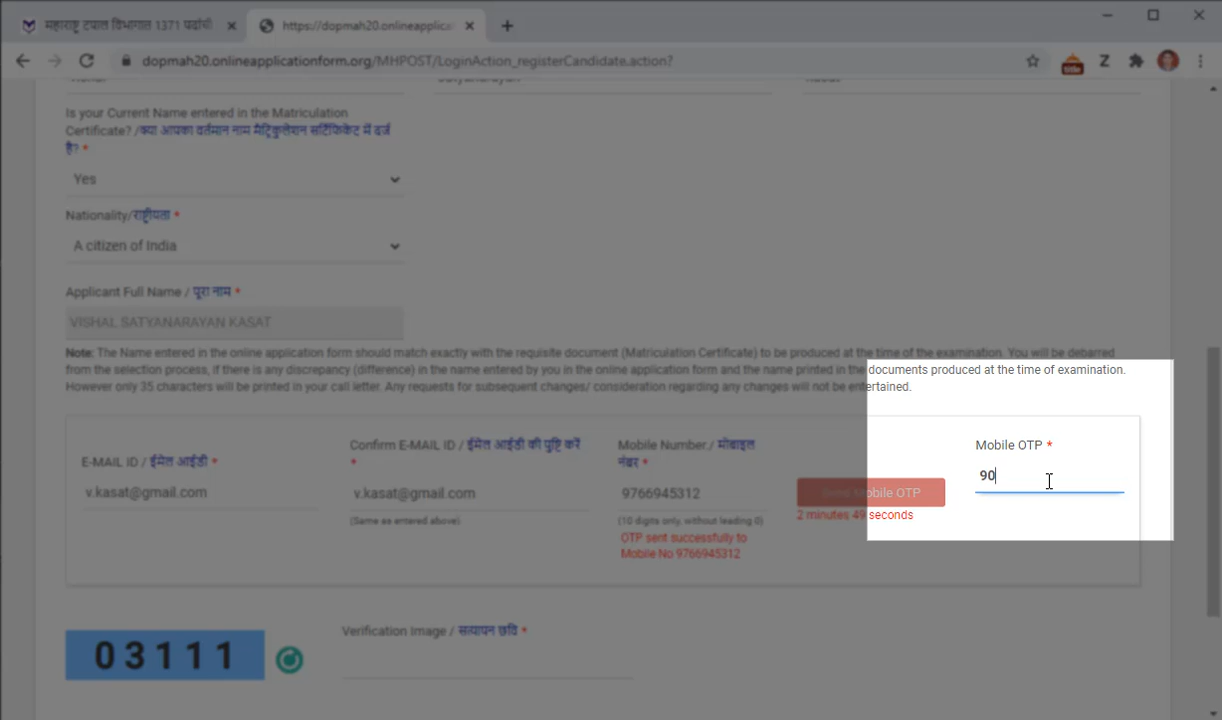 महाराष्ट्र टपाल विभागात 1371 पदांची
https://dopmah20.onlineapplica
dopmah20.onlineapplicationform.org/MHPOST/LoginAction_registerCandidate.action?
Is your Current Name entered in the Matriculation
Certificate? /क्या आपका वर्तमान नाम मैट्रिकुलेशन सर्टिफिकेट में दर्ज
है? *
Yes
Nationality/राष्ट्रीयता *
A citizen of India
Applicant Full Name / पूरा नाम *
VISHAL SATYANARAYAN KASAT
Note: The Name entered in the online application form should match exactly with the requisite document (Matriculation Certificate) to be produced at the time of the examination. You will be debarred
from the selection process, if there is any discrepancy (difference) in the name entered by you in the online application form and the name printed in the documents produced at the time of examination.
However only 35 characters will be printed in your call letter. Any requests for subsequent changes/ consideration regarding any changes will not be entertained.
E-MAIL ID / ईमेल आईडी *
v.kasat@gmail.com
Confirm E-MAIL ID / ईमेल आईडी की पुष्टि करें
*
v.kasat@gmail.com
(Same as entered above)
Mobile Number / मोबाइल
नंबर *
9766945312
(10 digits only, without leading 0)
OTP sent successfully to
Mobile No 9766945312
Send Mobile OTP
2 minutes 49 seconds
Mobile OTP *
90
03111
Verification Image / सत्यापन छवि *